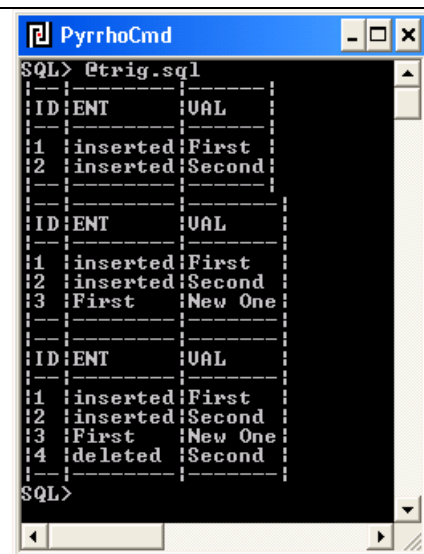 PyrrhoCmd
SQL> @trig.sql
|--|--------|------|
|ID|ENT     |VAL   |
|--|--------|------|
|1 |inserted|First |
|2 |inserted|Second|
|--|--------|------|
|--|--------|-------|
|ID|ENT     |VAL    |
|--|--------|-------|
|1 |inserted|First  |
|2 |inserted|Second |
|3 |First   |New One|
|--|--------|-------|
|--|--------|-------|
|ID|ENT     |VAL    |
|--|--------|-------|
|1 |inserted|First  |
|2 |inserted|Second |
|3 |First   |New One|
|4 |deleted |Second |
|--|--------|-------|
SQL>